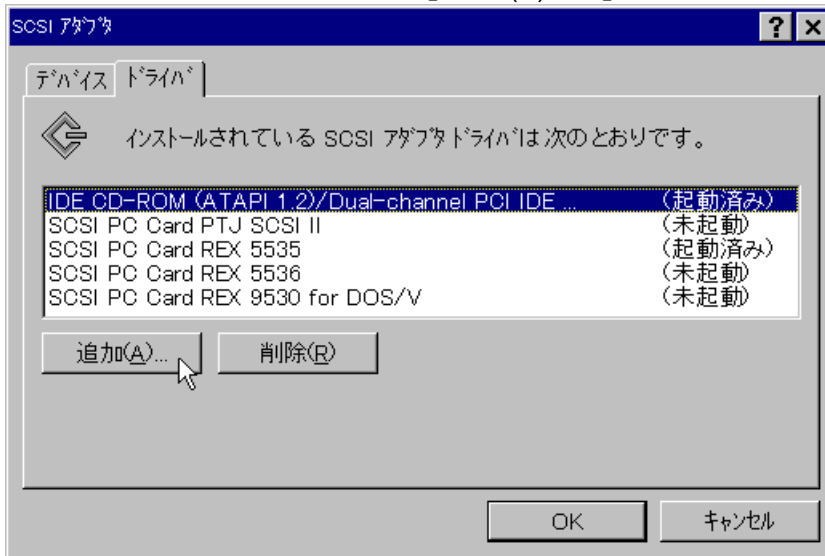 SCSI ｱﾀﾞﾌﾟﾀ
ﾃﾞﾊﾞｲｽ ﾄﾞﾗｲﾊﾞ
ｲﾝｽﾄｰﾙされている SCSI ｱﾀﾞﾌﾟﾀ ﾄﾞﾗｲﾊﾞは次のとおりです。
IDE CD-ROM (ATAPI 1.2)/Dual-channel PCI IDE ... (起動済み)
SCSI PC Card PTJ SCSI II (未起動)
SCSI PC Card REX 5535 (起動済み)
SCSI PC Card REX 5536 (未起動)
SCSI PC Card REX 9530 for DOS/V (未起動)
追加(A)... 削除(R)
OK ｷｬﾝｾﾙ